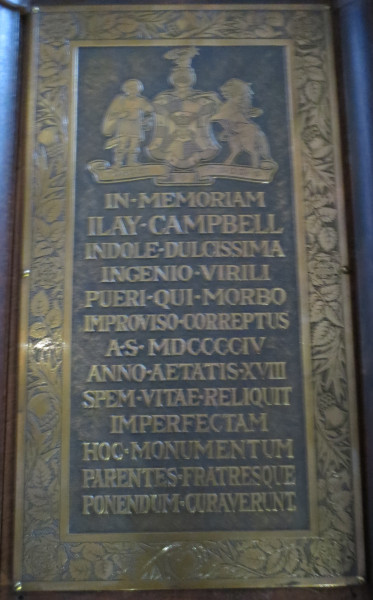 IN·MEMORIAM
ILAY·CAMPBELL
INDOLE·DULCISSIMA
INGENIO·VIRILI
PUERI·QUI·MORBO
IMPROVISO·CORREPTUS
A·S·MDCCCCIV
ANNO·AETATIS·XVIII
SPEM·VITAE·RELIQUIT
IMPERFECTAM
HOC·MONUMENTUM
PARENTES·FRATRESQUE
PONENDUM·CURAVERUNT.